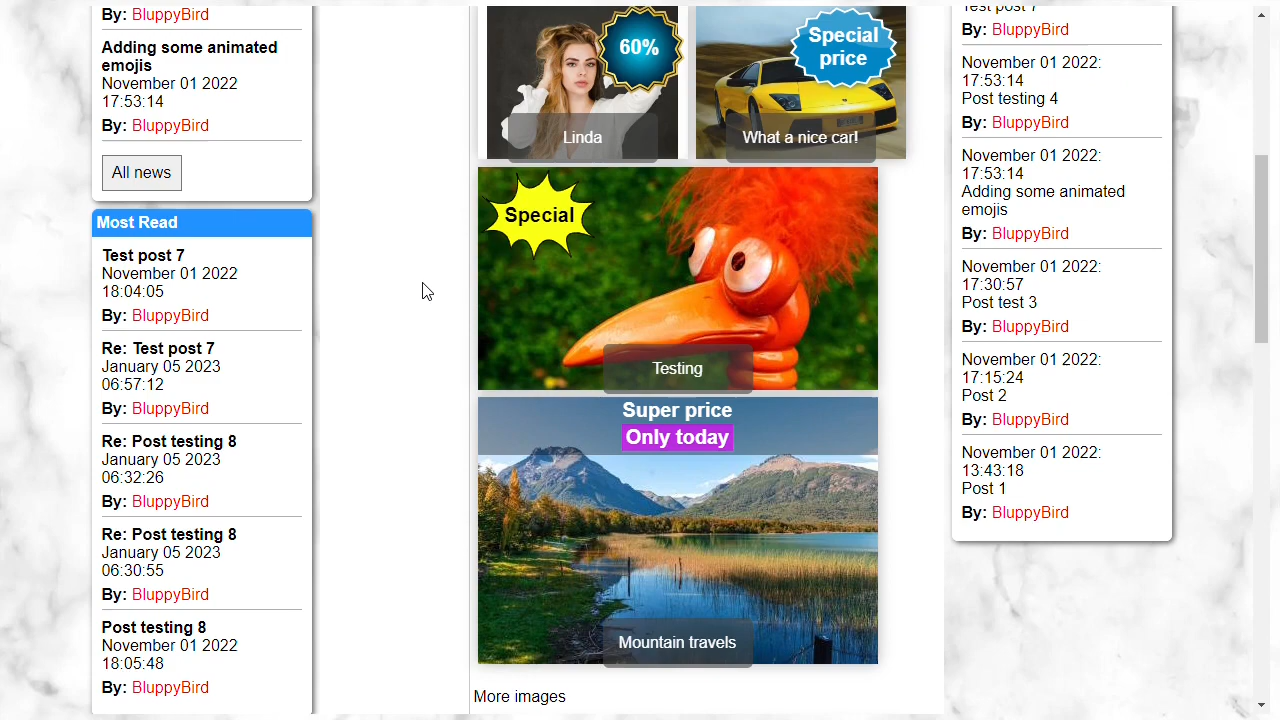 By: BluppyBird
Adding some animated
emojis
November 01 2022
17:53:14
By: BluppyBird
All news
Most Read
Test post 7
November 01 2022
18:04:05
By: BluppyBird
Re: Test post 7
January 05 2023
06:57:12
By: BluppyBird
Re: Post testing 8
January 05 2023
06:32:26
By: BluppyBird
Re: Post testing 8
January 05 2023
06:30:55
By: BluppyBird
Post testing 8
November 01 2022
18:05:48
By: BluppyBird
60%
Linda
Special
price
What a nice car!
Special
Testing
Super price
Only today
Mountain travels
More images
Test post 7
By: BluppyBird
November 01 2022:
17:53:14
Post testing 4
By: BluppyBird
November 01 2022:
17:53:14
Adding some animated
emojis
By: BluppyBird
November 01 2022:
17:30:57
Post test 3
By: BluppyBird
November 01 2022:
17:15:24
Post 2
By: BluppyBird
November 01 2022:
13:43:18
Post 1
By: BluppyBird